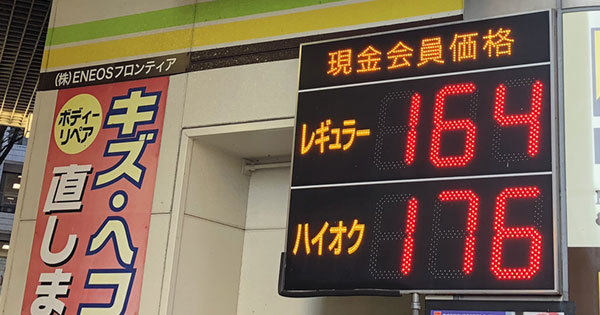 (株)ENEOSフロンティア
現金会員価格
レギュラー 164
ハイオク 176
ボディー
リペア
キズ・ヘコ
直しま